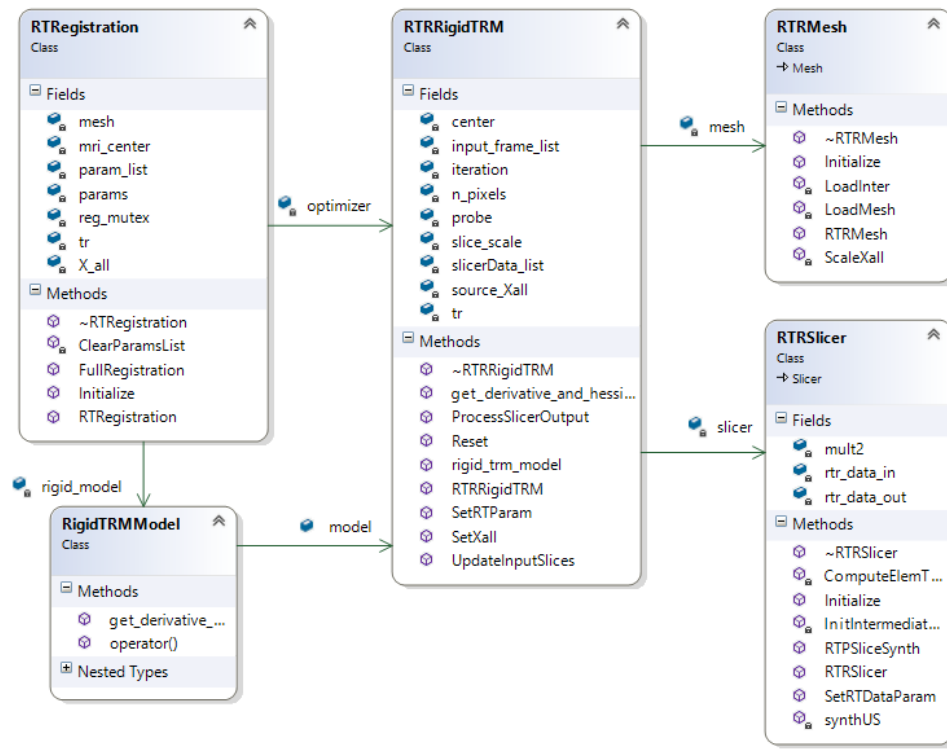 RTRegistration
Class
Fields
mesh
mri_center
param_list
params
reg_mutex
tr
X_all
Methods
~RTRegistration
ClearParamsList
FullRegistration
Initialize
RTRegistration
optimizer
rigid_model
RigidTRMModel
Class
Methods
get_derivative_...
operator()
Nested Types
model
RTRRigidTRM
Class
Fields
center
input_frame_list
iteration
n_pixels
probe
slice_scale
slicerData_list
source_Xall
tr
Methods
~RTRRigidTRM
get_derivative_and_hessi...
ProcessSlicerOutput
Reset
rigid_trm_model
RTRRigidTRM
SetRTParam
SetXall
UpdateInputSlices
mesh
slicer
RTRMesh
Class
Mesh
Methods
~RTRMesh
Initialize
LoadInter
LoadMesh
RTRMesh
ScaleXall
RTRSlicer
Class
Slicer
Fields
mult2
rtr_data_in
rtr_data_out
Methods
~RTRSlicer
ComputeElemT...
Initialize
InitIntermediat...
RTPSliceSynth
RTRSlicer
SetRTDataParam
synthUS